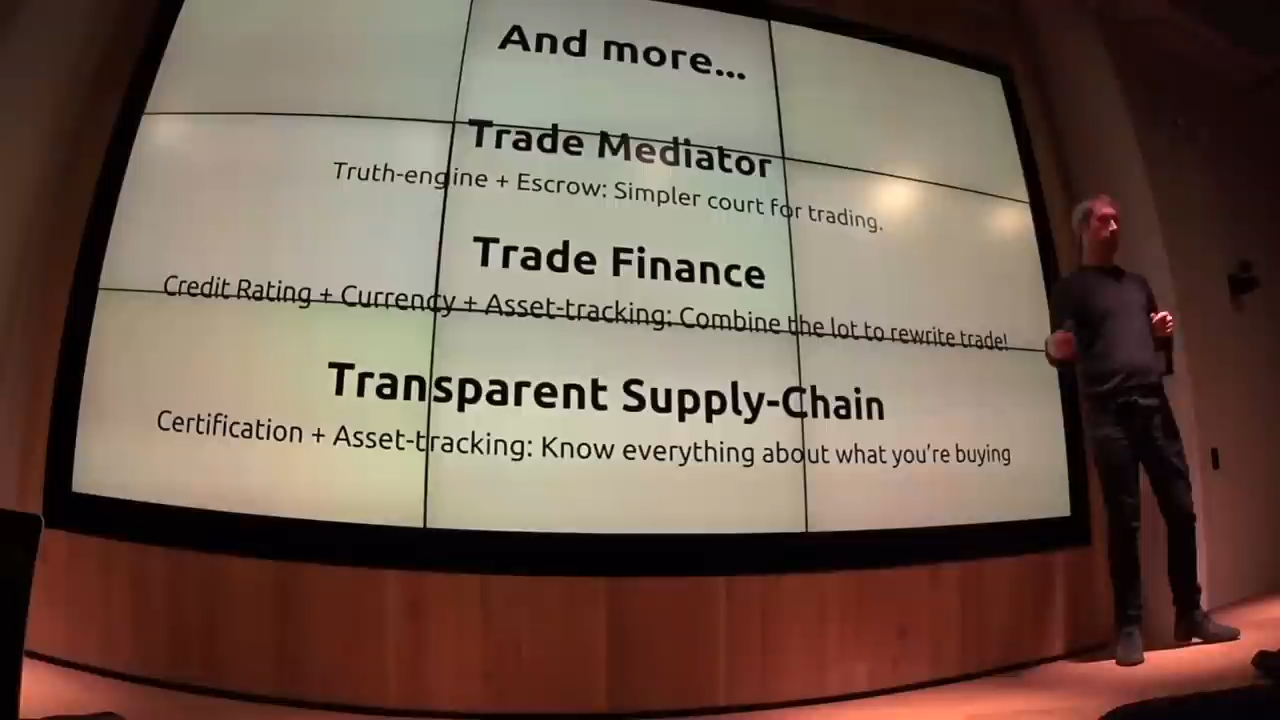 And more...
Trade Mediator
Truth-engine + Escrow: Simpler court for trading.
Trade Finance
Credit Rating + Currency + Asset-tracking: Combine the lot to rewrite trade!
Transparent Supply-Chain
Certification + Asset-tracking: Know everything about what you're buying